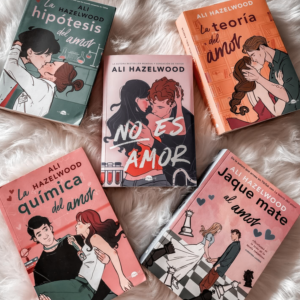 ALI HAZELWOOD
La
hipótesis
del
amor
ALI
HAZELWOOD
La
teoría
del
amor
ALI HAZELWOOD
NO ES
AMOR
ALI
HAZELWOOD
La
química
del amor
ALI
HAZELWOOD
Jaque mate
al amor